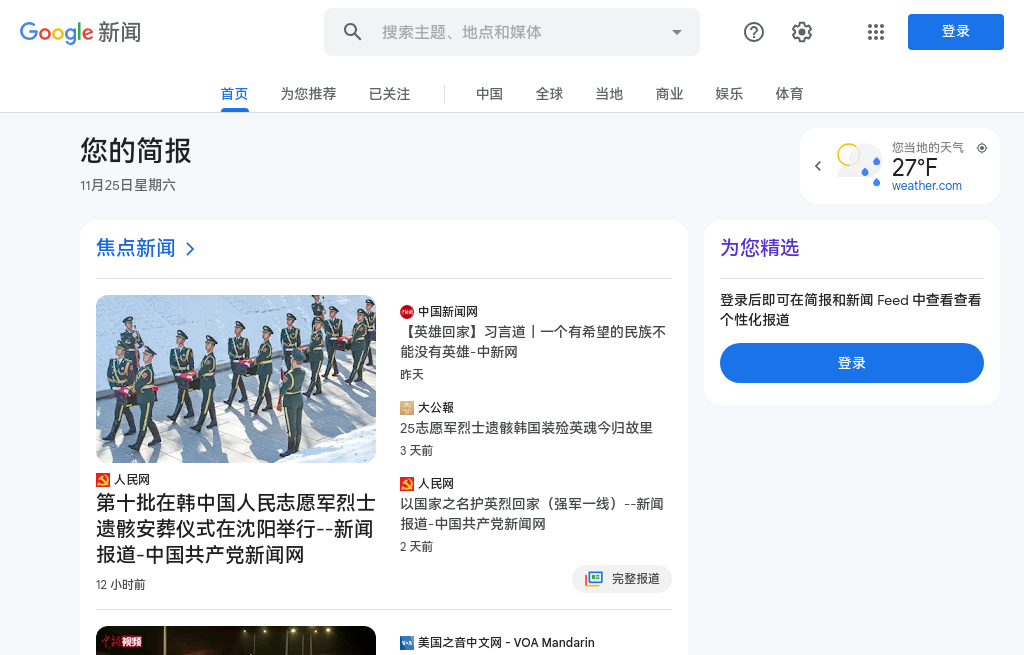 Google 新闻
搜索主题、地点和媒体
登录
首页
为您推荐
已关注
中国
全球
当地
商业
娱乐
体育
您的简报
11月25日星期六
您当地的天气
27°F
weather.com
焦点新闻
人民网
第十批在韩中国人民志愿军烈士
遗骸安葬仪式在沈阳举行--新闻
报道-中国共产党新闻网
12 小时前
中国新闻网
【英雄回家】习言道丨一个有希望的民族不
能没有英雄-中新网
昨天
大公報
25志愿军烈士遗骸韩国装殓英魂今归故里
3 天前
人民网
以国家之名护英烈回家（强军一线）--新闻
报道-中国共产党新闻网
2 天前
完整报道
为您精选
登录后即可在简报和新闻 Feed 中查看查看
个性化报道
登录
中新视频
美国之音中文网 - VOA Mandarin